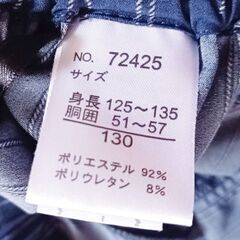 NO. 72425
サイズ
身長 125～135
胴囲 51～57
130
ポリエステル 92%
ポリウレタン 8%